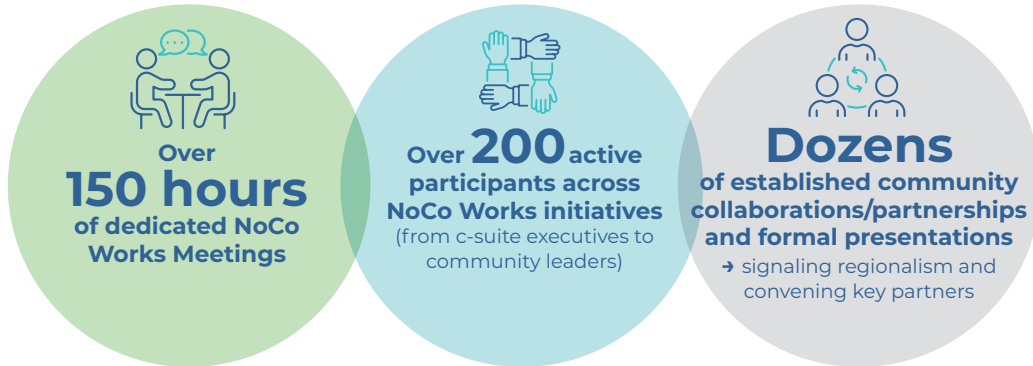 Over
150 hours
of dedicated NoCo
Works Meetings
Over 200 active
participants across
NoCo Works initiatives
(from c-suite executives to
community leaders)
Dozens
of established community
collaborations/partnerships
and formal presentations
→ signaling regionalism and
convening key partners